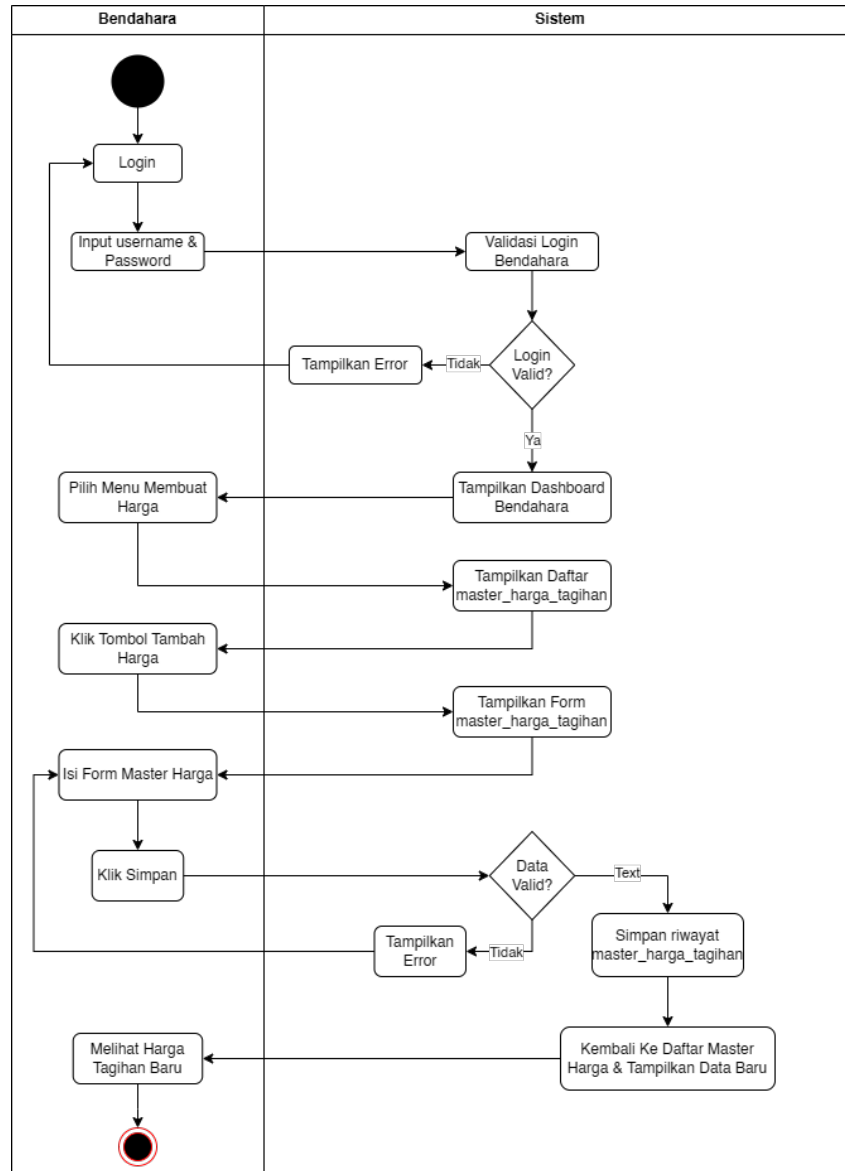 Bendahara
Sistem
Login
Input username &
Password
Validasi Login
Bendahara
Login
Valid?
Tidak
Tampilkan Error
Ya
Tampilkan Dashboard
Bendahara
Pilih Menu Membuat
Harga
Tampilkan Daftar
master_harga_tagihan
Klik Tombol Tambah
Harga
Tampilkan Form
master_harga_tagihan
Isi Form Master Harga
Klik Simpan
Data
Valid?
Text
Tidak
Tampilkan
Error
Simpan riwayat
master_harga_tagihan
Kembali Ke Daftar Master
Harga & Tampilkan Data Baru
Melihat Harga
Tagihan Baru